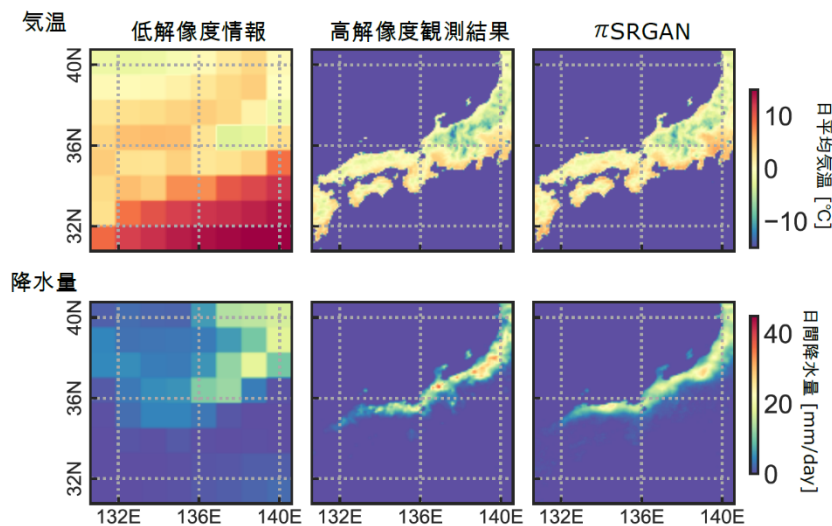 気温
低解像度情報
高解像度観測結果
πSRGAN
40N
36N
32N
10
0
−10
日平均気温 [℃]
降水量
40N
36N
32N
132E
136E
140E
132E
136E
140E
132E
136E
140E
40
20
0
日間降水量 [mm/day]